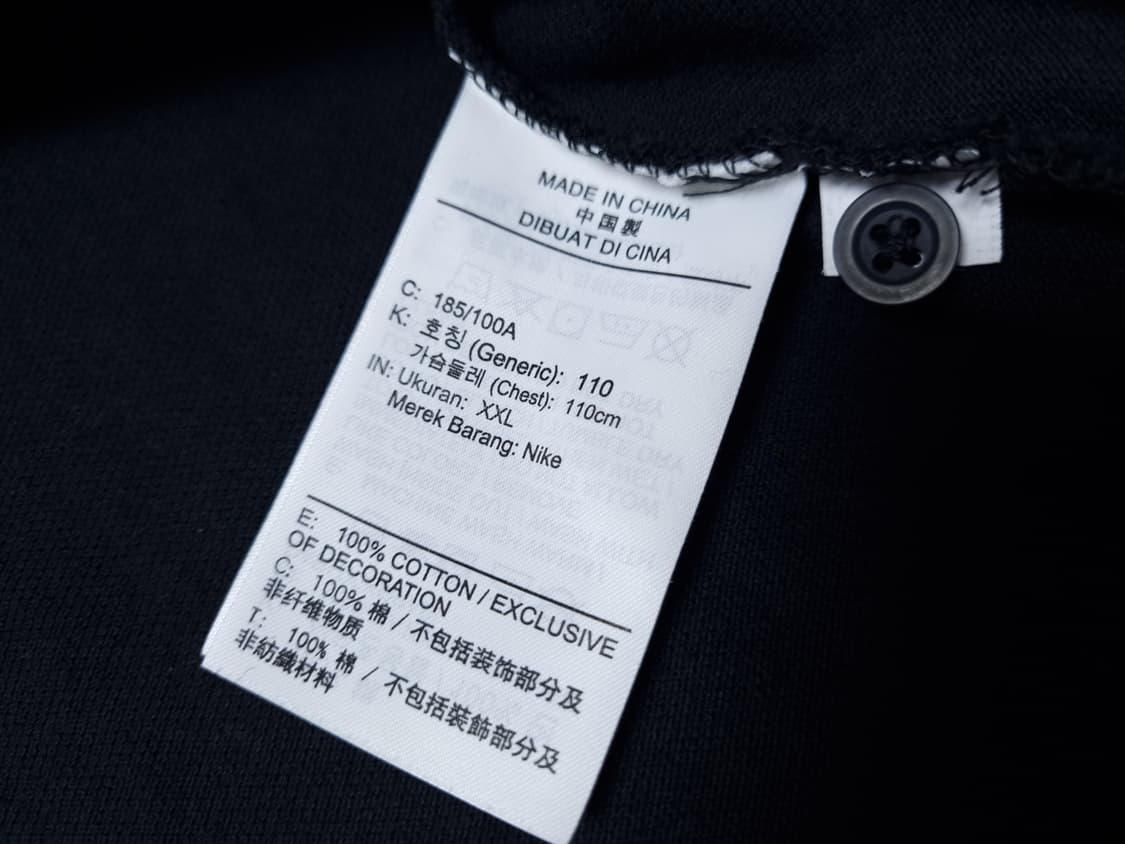 MADE IN CHINA
中国製
DIBUAT DI CINA
C: 185/100A
K: 호칭 (Generic): 110
가슴둘레 (Chest): 110cm
IN: Ukuran: XXL
Merek Barang: Nike
E: 100% COTTON / EXCLUSIVE
OF DECORATION
C: 100% 棉 / 不包括装饰部分及
非纤维物质
T: 100% 棉 / 不包括裝飾部分及
非紡織材料